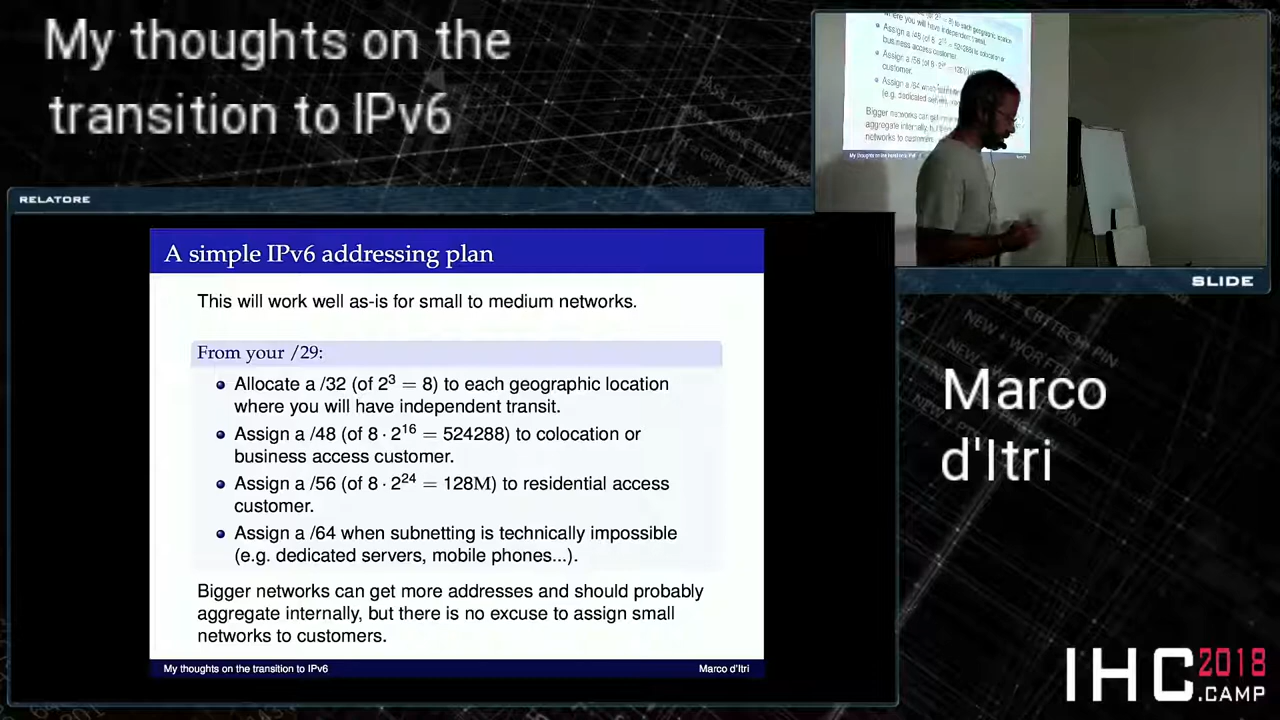 My thoughts on the
transition to IPv6
RELATORE
A simple IPv6 addressing plan
This will work well as-is for small to medium networks.
From your /29:
Allocate a /32 (of 2³ = 8) to each geographic location
where you will have independent transit.
Assign a /48 (of 8 · 2¹⁶ = 524288) to colocation or
business access customer.
Assign a /56 (of 8 · 2²⁴ = 128M) to residential access
customer.
Assign a /64 when subnetting is technically impossible
(e.g. dedicated servers, mobile phones...).
Bigger networks can get more addresses and should probably
aggregate internally, but there is no excuse to assign small
networks to customers.
My thoughts on the transition to IPv6
Marco d'Itri
SLIDE
Marco
d'Itri
IHC 2018
.CAMP